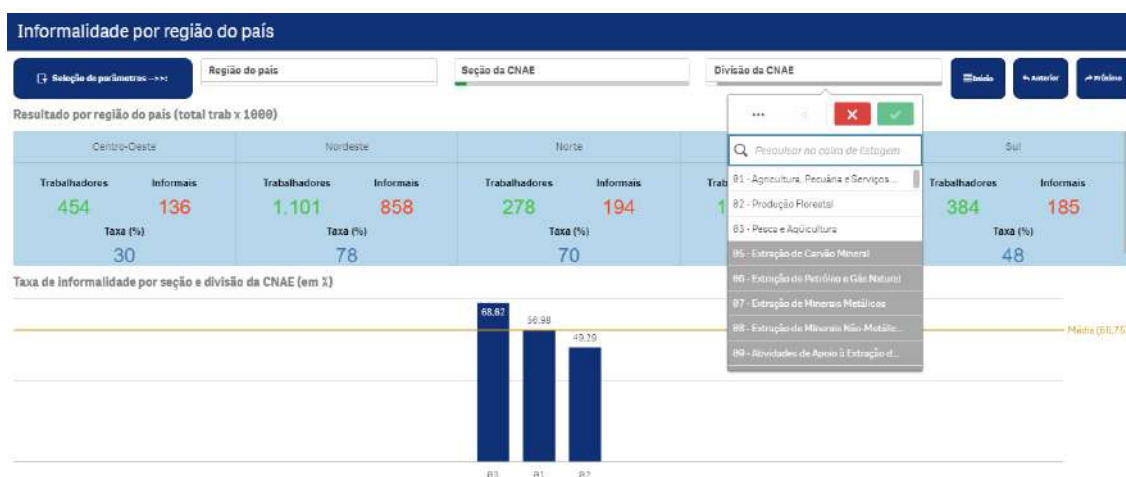 Informalidade por região do país
Seleção de parâmetros -->>:
Região do país
Seção da CNAE
Divisão da CNAE
Início
Anterior
Próximo
Resultado por região do país (total trab x 1000)
Centro-Oeste
Nordeste
Norte
Sul
Trabalhadores Informais
Trabalhadores Informais
Trabalhadores Informais
Trab
Trabalhadores Informais
454 136
1.101 858
278 194
1
384 185
Taxa (%)
Taxa (%)
Taxa (%)
Taxa (%)
30
78
70
48
...
Pesquisar na caixa de listagem
01 - Agricultura, Pecuária e Serviços...
02 - Produção Florestal
03 - Pesca e Aqüicultura
05 - Extração de Carvão Mineral
06 - Extração de Petróleo e Gás Natural
07 - Extração de Minerais Metálicos
08 - Extração de Minerais Não-Metálic...
09 - Atividades de Apoio à Extração d...
Taxa de informalidade por seção e divisão da CNAE (em %)
68.62
56.98
49.29
03
01
02